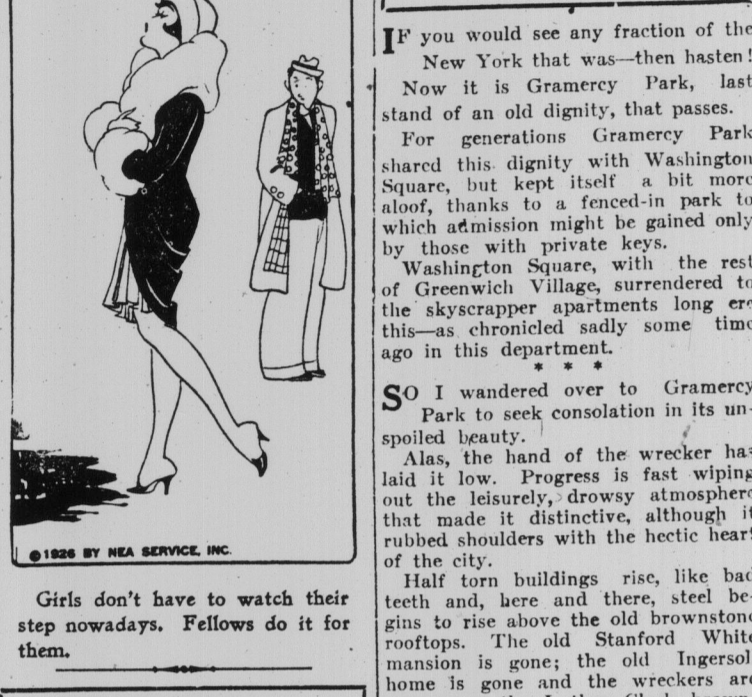 ©1926 BY NEA SERVICE, INC.
Girls don't have to watch their
step nowadays. Fellows do it for
them.
IF you would see any fraction of the
New York that was—then hasten!
Now it is Gramercy Park, last
stand of an old dignity, that passes.
For generations Gramercy Park
shared this dignity with Washington
Square, but kept itself a bit more
aloof, thanks to a fenced-in park to
which admission might be gained only
by those with private keys.
Washington Square, with the rest
of Greenwich Village, surrendered to
the skyscrapper apartments long ere
this—as chronicled sadly some time
ago in this department.
* * *
SO I wandered over to Gramercy
Park to seek consolation in its un-
spoiled beauty.
Alas, the hand of the wrecker has
laid it low. Progress is fast wiping
out the leisurely, drowsy atmosphere
that made it distinctive, although it
rubbed shoulders with the hectic heart
of the city.
Half torn buildings rise, like bad
teeth and, here and there, steel be-
gins to rise above the old brownstone
rooftops. The old Stanford White
mansion is gone; the old Ingersol
home is gone and the wreckers are